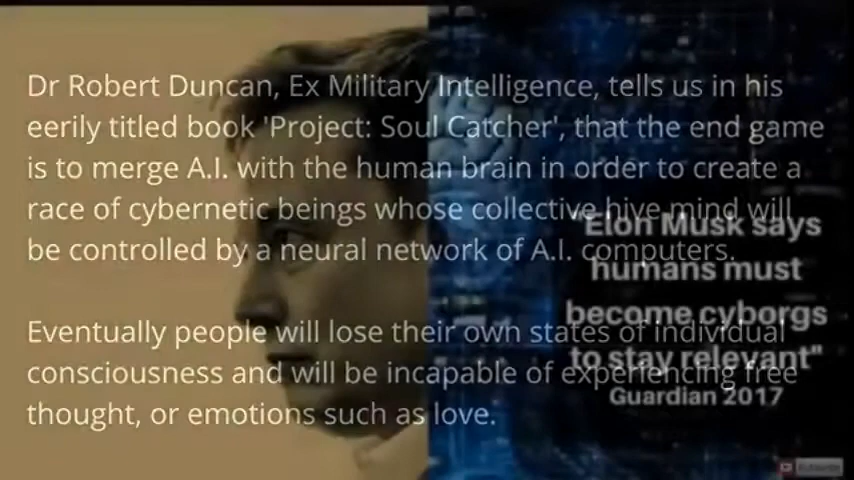 Dr Robert Duncan, Ex Military Intelligence, tells us in his
eerily titled book 'Project: Soul Catcher', that the end game
is to merge A.I. with the human brain in order to create a
race of cybernetic beings whose collective hive mind will
be controlled by a neural network of A.I. computers.
Eventually people will lose their own states of individual
consciousness and will be incapable of experiencing free
thought, or emotions such as love.
"Elon Musk says
humans must
become cyborgs
to stay relevant"
Guardian 2017
Subscribe